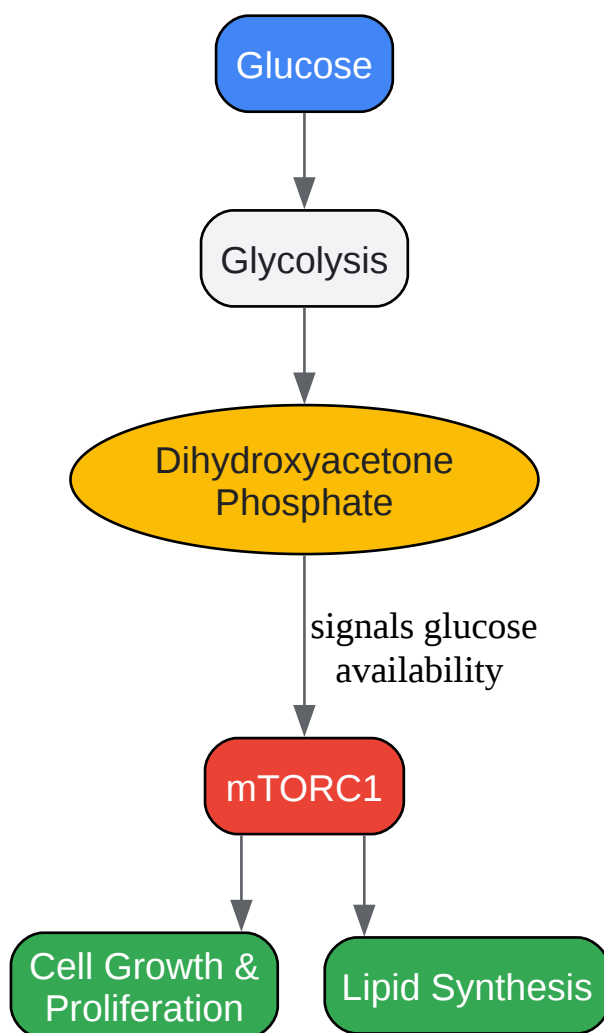 Glucose
Glycolysis
Dihydroxyacetone
Phosphate
signals glucose
availability
mTORC1
Cell Growth &
Proliferation
Lipid Synthesis